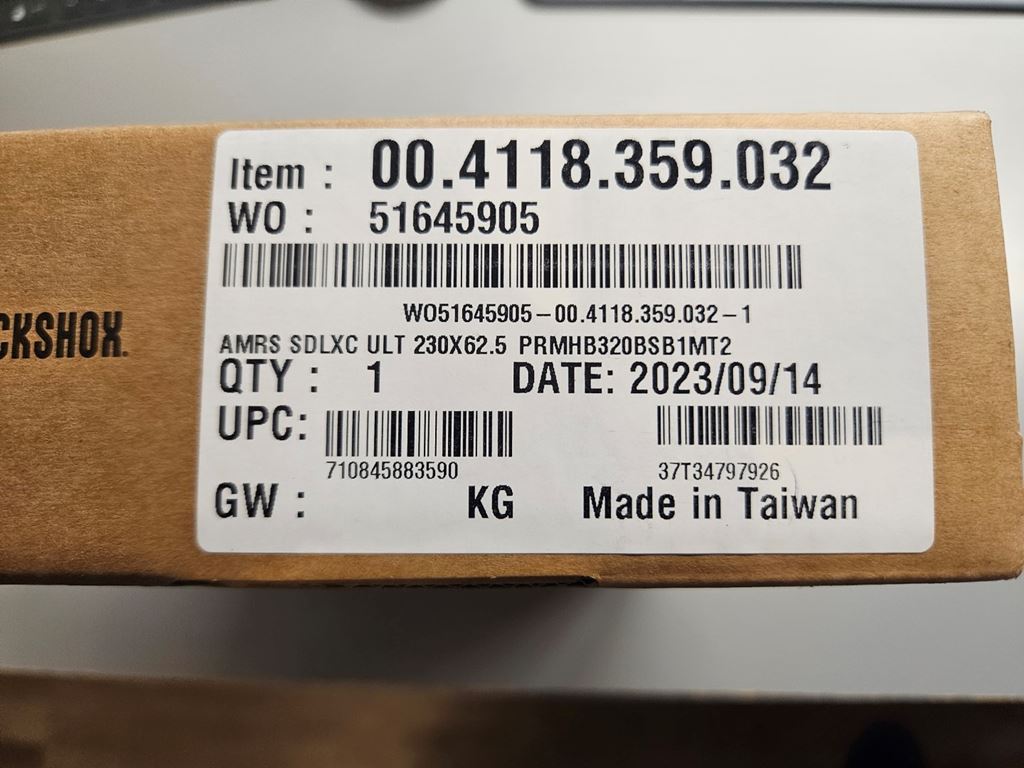 CKSHOX.
Item : 00.4118.359.032
WO : 51645905
WO51645905-00.4118.359.032-1
AMRS SDLXC ULT 230X62.5 PRMHB320BSB1MT2
QTY : 1 DATE: 2023/09/14
UPC:
710845883590 37T34797926
GW : KG Made in Taiwan